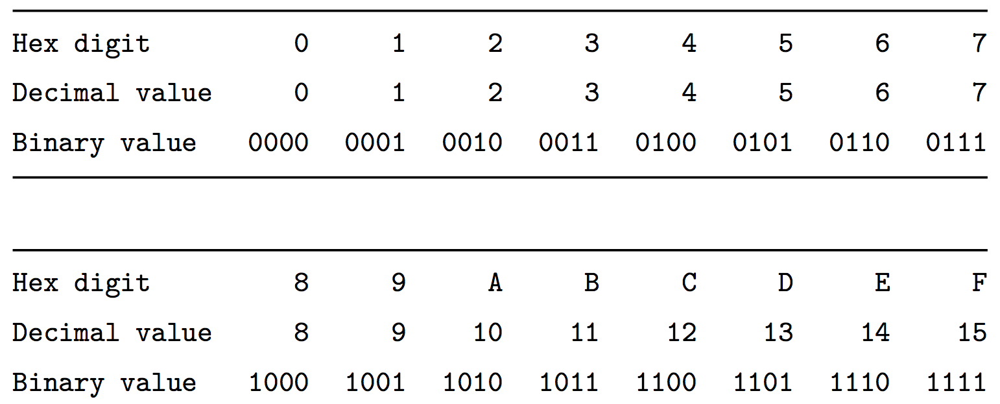 Hex digit 0 1 2 3 4 5 6 7
Decimal value 0 1 2 3 4 5 6 7
Binary value 0000 0001 0010 0011 0100 0101 0110 0111
Hex digit 8 9 A B C D E F
Decimal value 8 9 10 11 12 13 14 15
Binary value 1000 1001 1010 1011 1100 1101 1110 1111